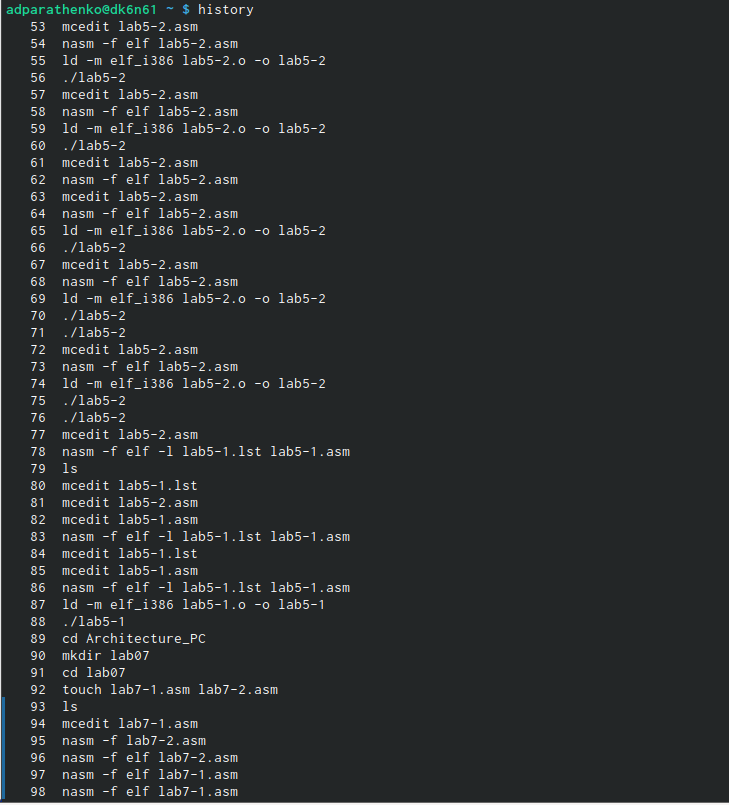 adparathenko@dk6n61 ~ $ history
53 mcedit lab5-2.asm
54 nasm -f elf lab5-2.asm
55 ld -m elf_i386 lab5-2.o -o lab5-2
56 ./lab5-2
57 mcedit lab5-2.asm
58 nasm -f elf lab5-2.asm
59 ld -m elf_i386 lab5-2.o -o lab5-2
60 ./lab5-2
61 mcedit lab5-2.asm
62 nasm -f elf lab5-2.asm
63 mcedit lab5-2.asm
64 nasm -f elf lab5-2.asm
65 ld -m elf_i386 lab5-2.o -o lab5-2
66 ./lab5-2
67 mcedit lab5-2.asm
68 nasm -f elf lab5-2.asm
69 ld -m elf_i386 lab5-2.o -o lab5-2
70 ./lab5-2
71 ./lab5-2
72 mcedit lab5-2.asm
73 nasm -f elf lab5-2.asm
74 ld -m elf_i386 lab5-2.o -o lab5-2
75 ./lab5-2
76 ./lab5-2
77 mcedit lab5-2.asm
78 nasm -f elf -l lab5-1.lst lab5-1.asm
79 ls
80 mcedit lab5-1.lst
81 mcedit lab5-2.asm
82 mcedit lab5-1.asm
83 nasm -f elf -l lab5-1.lst lab5-1.asm
84 mcedit lab5-1.lst
85 mcedit lab5-1.asm
86 nasm -f elf -l lab5-1.lst lab5-1.asm
87 ld -m elf_i386 lab5-1.o -o lab5-1
88 ./lab5-1
89 cd Architecture_PC
90 mkdir lab07
91 cd lab07
92 touch lab7-1.asm lab7-2.asm
93 ls
94 mcedit lab7-1.asm
95 nasm -f lab7-2.asm
96 nasm -f elf lab7-2.asm
97 nasm -f elf lab7-1.asm
98 nasm -f elf lab7-1.asm